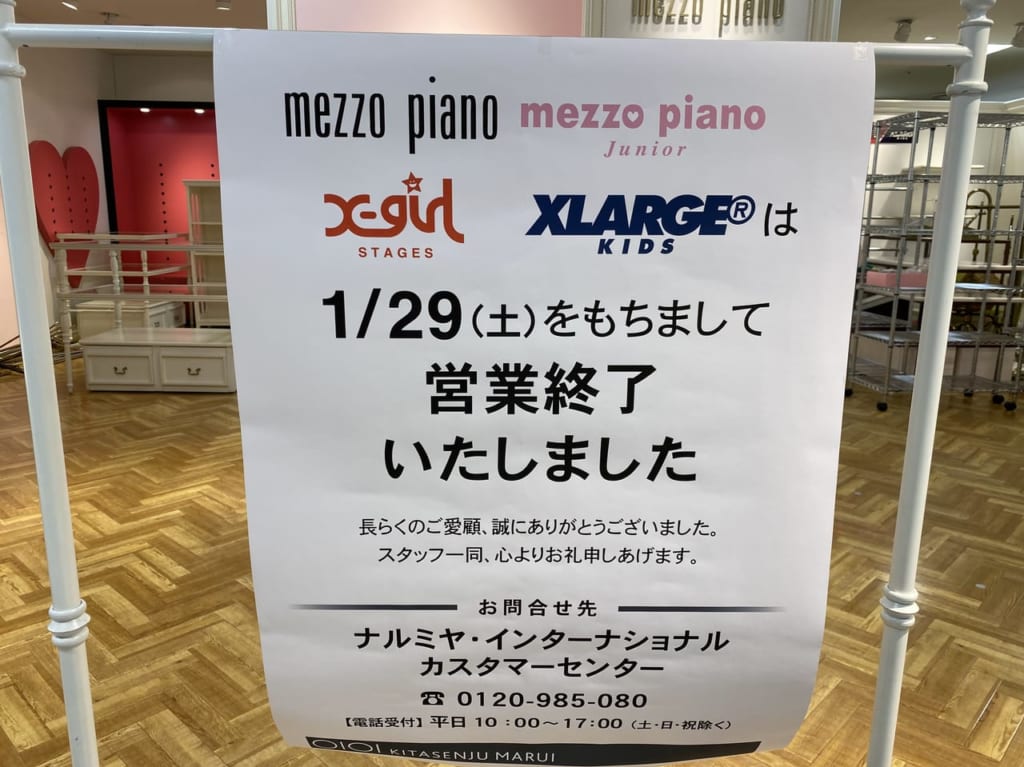 mezzo piano
mezzo piano mezzo piano
Junior
X-girl XLARGE® は
STAGES KIDS
1/29(土)をもちまして
営業終了
いたしました
長らくのご愛顧、誠にありがとうございました。
スタッフ一同、心よりお礼申しあげます。
お問合せ先
ナルミヤ・インターナショナル
カスタマーセンター
☎ 0120-985-080
【電話受付】平日10:00~17:00(土・日・祝除く)
OIOI KITASENJU MARUI